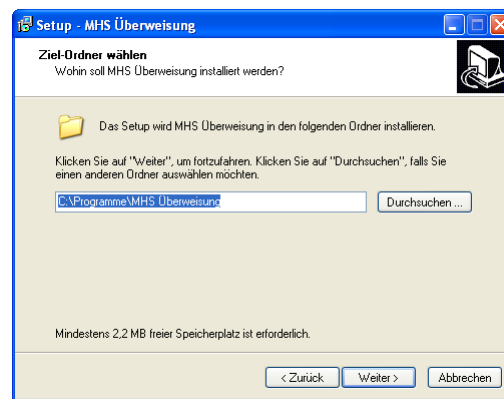 Setup - MHS Überweisung
Ziel-Ordner wählen
Wohin soll MHS Überweisung installiert werden?
Das Setup wird MHS Überweisung in den folgenden Ordner installieren.
Klicken Sie auf "Weiter", um fortzufahren. Klicken Sie auf "Durchsuchen", falls Sie
einen anderen Ordner auswählen möchten.
C:\Programme\MHS Überweisung
Durchsuchen ...
Mindestens 2,2 MB freier Speicherplatz ist erforderlich.
< Zurück
Weiter >
Abbrechen